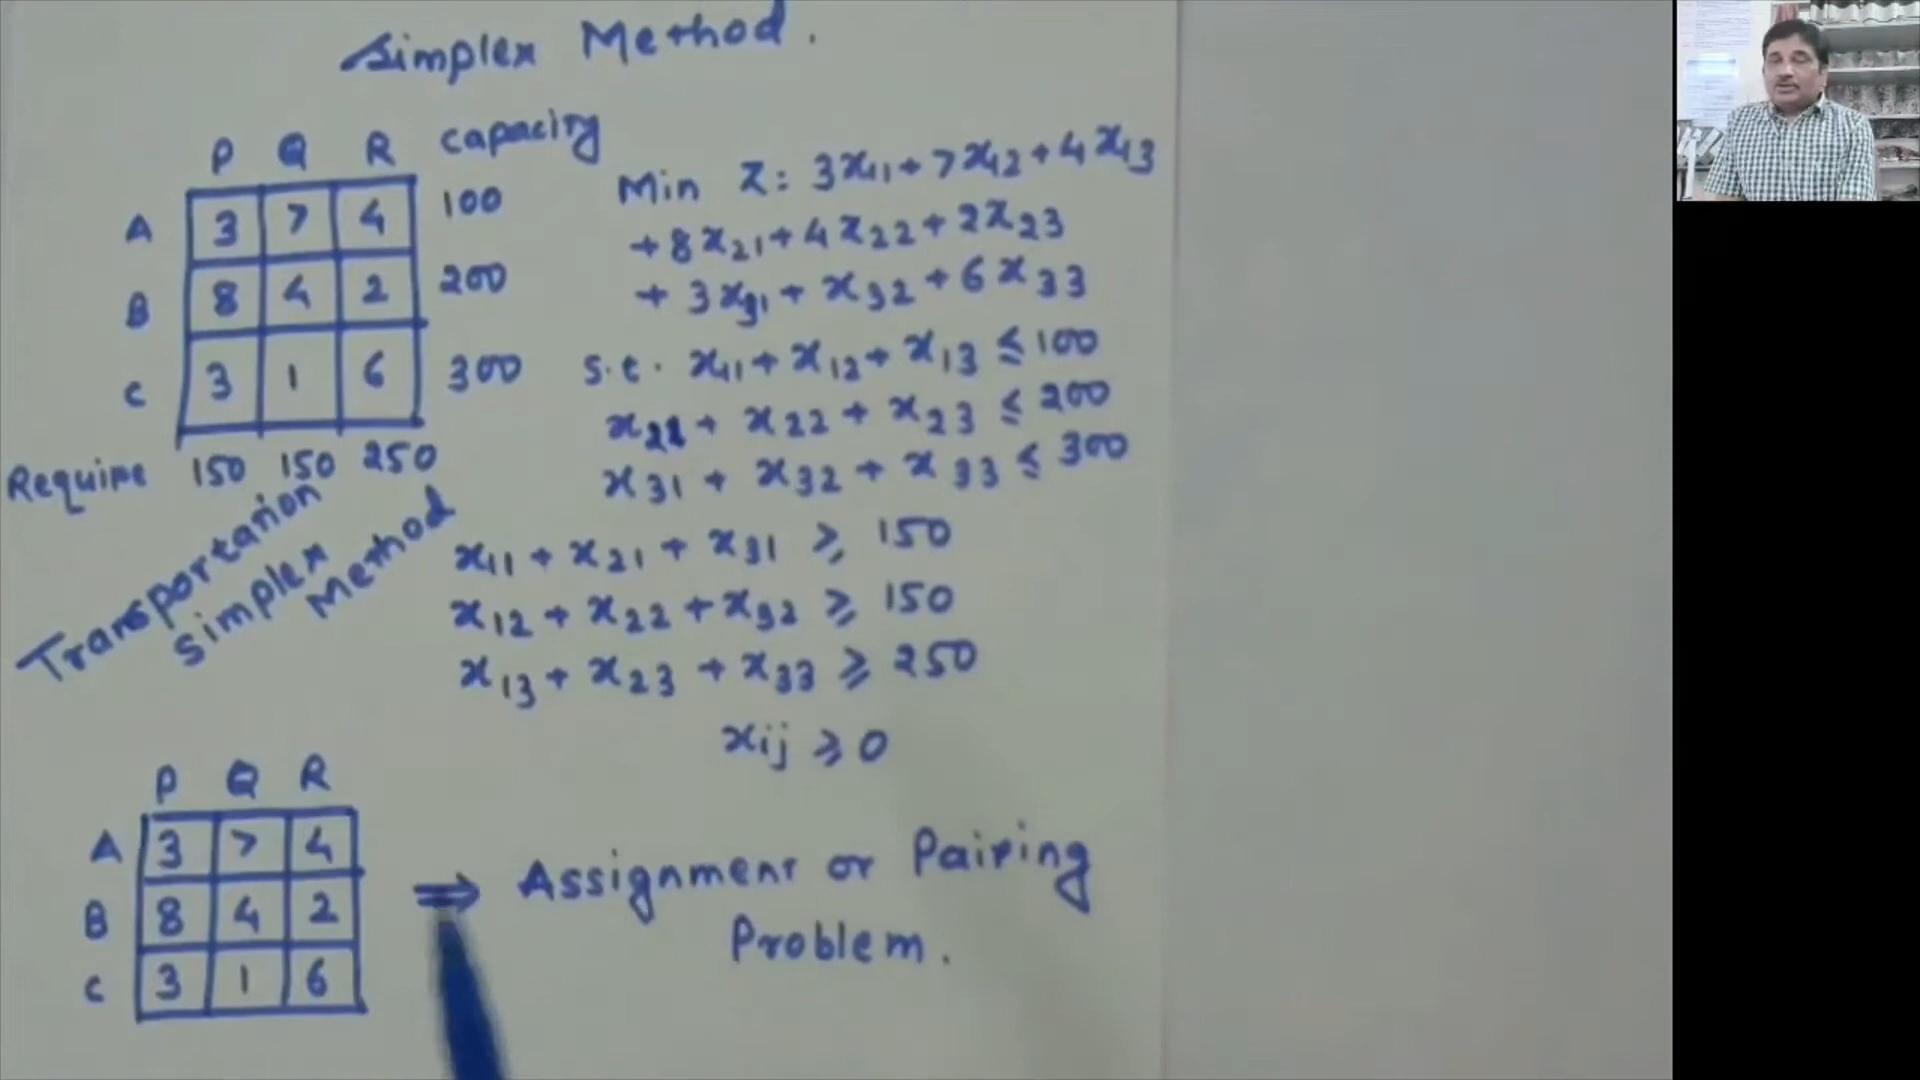 Simplex Method.
P Q R capacity
A 3 7 4 100
B 8 4 2 200
C 3 1 6 300
Require 150 150 250
Transportation
Simplex
Method
Min Z: 3x11+7x12+4x13
+8x21+4x22+2x23
+3x31+x32+6x33
S.t. x11+x12+x13 ≤ 100
x21+x22+x23 ≤ 200
x31+x32+x33 ≤ 300
x11+x21+x31 ≥ 150
x12+x22+x32 ≥ 150
x13+x23+x33 ≥ 250
xij ≥ 0
P Q R
A 3 7 4
B 8 4 2
C 3 1 6
⇒ Assignment or Pairing
Problem.